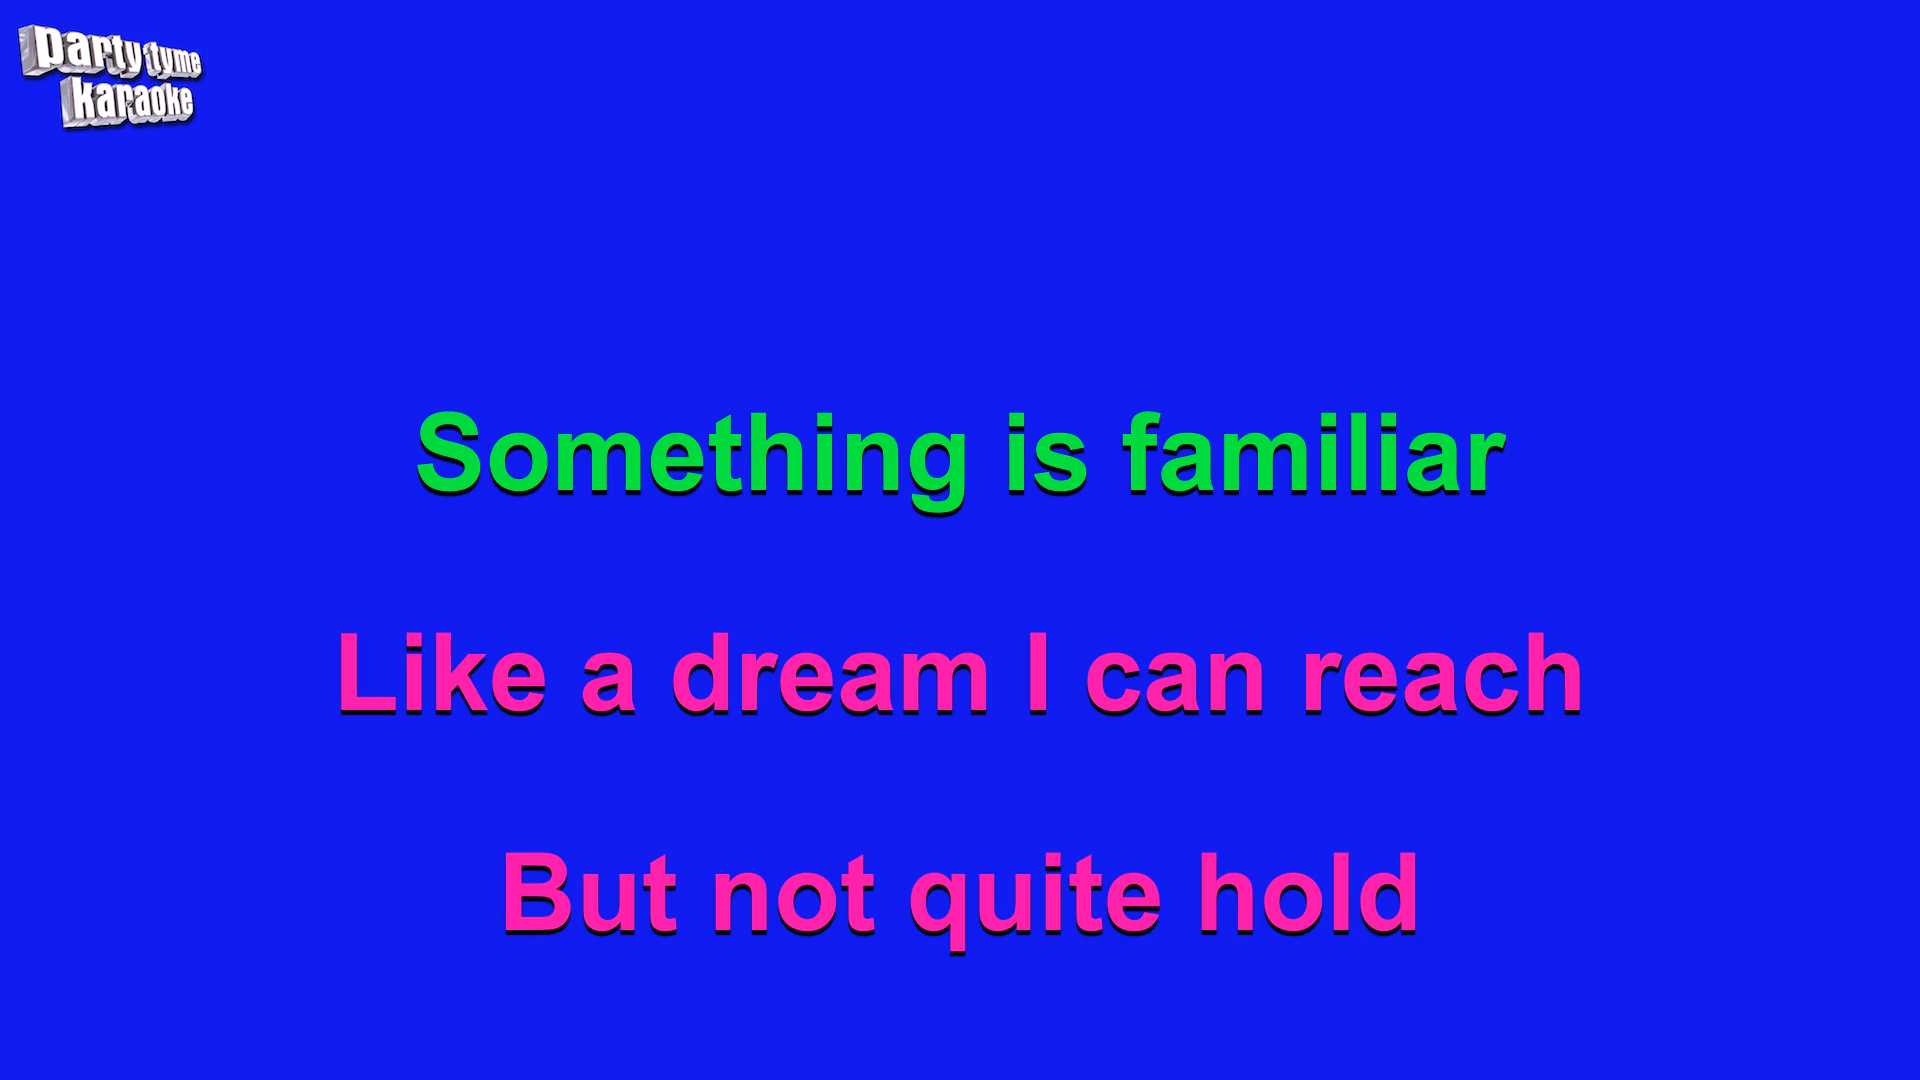 party tyme
karaoke
Something is familiar
Like a dream I can reach
But not quite hold